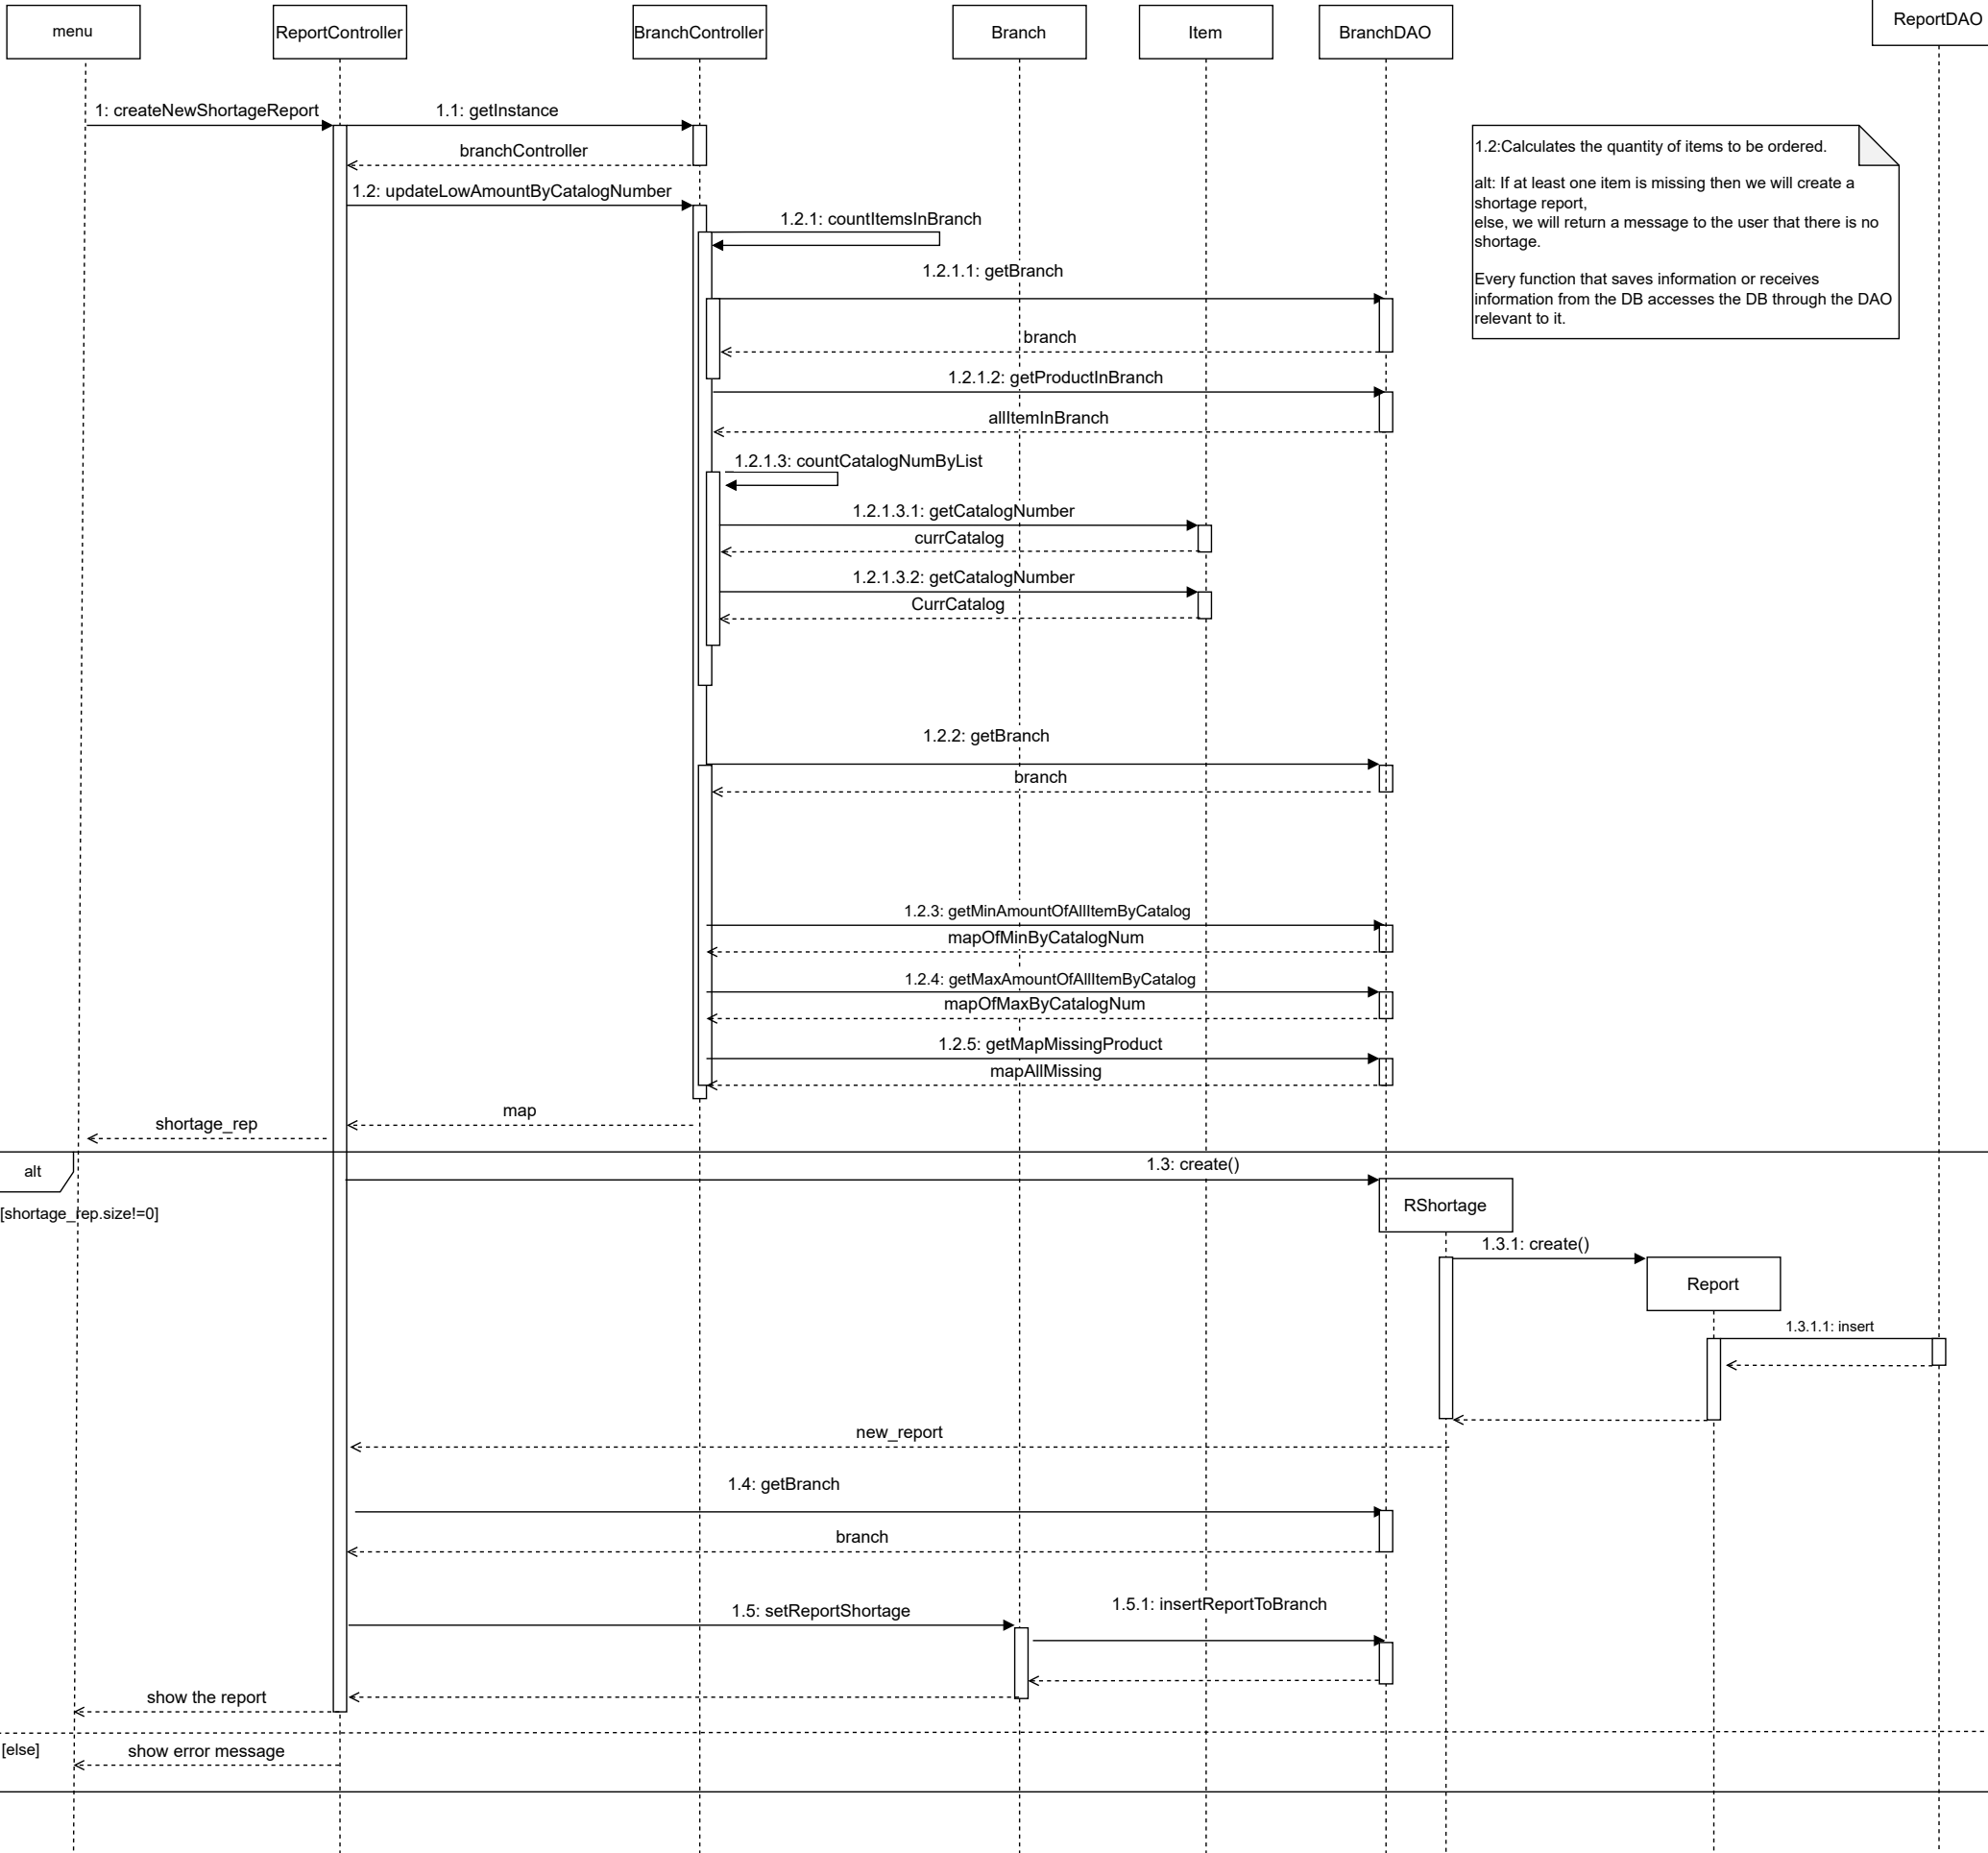 menu
ReportController
BranchController
Branch
Item
BranchDAO
ReportDAO
1: createNewShortageReport
1.1: getInstance
branchController
1.2: updateLowAmountByCatalogNumber
1.2:Calculates the quantity of items to be ordered.
alt: If at least one item is missing then we will create a
shortage report,
else, we will return a message to the user that there is no
shortage.
Every function that saves information or receives
information from the DB accesses the DB through the DAO
relevant to it.
1.2.1: countItemsInBranch
1.2.1.1: getBranch
branch
1.2.1.2: getProductInBranch
allItemInBranch
1.2.1.3: countCatalogNumByList
1.2.1.3.1: getCatalogNumber
currCatalog
1.2.1.3.2: getCatalogNumber
CurrCatalog
1.2.2: getBranch
branch
1.2.3: getMinAmountOfAllItemByCatalog
mapOfMinByCatalogNum
1.2.4: getMaxAmountOfAllItemByCatalog
mapOfMaxByCatalogNum
1.2.5: getMapMissingProduct
mapAllMissing
map
shortage_rep
alt
1.3: create()
[shortage_rep.size!=0]
RShortage
1.3.1: create()
Report
1.3.1.1: insert
new_report
1.4: getBranch
branch
1.5: setReportShortage
1.5.1: insertReportToBranch
show the report
[else]
show error message